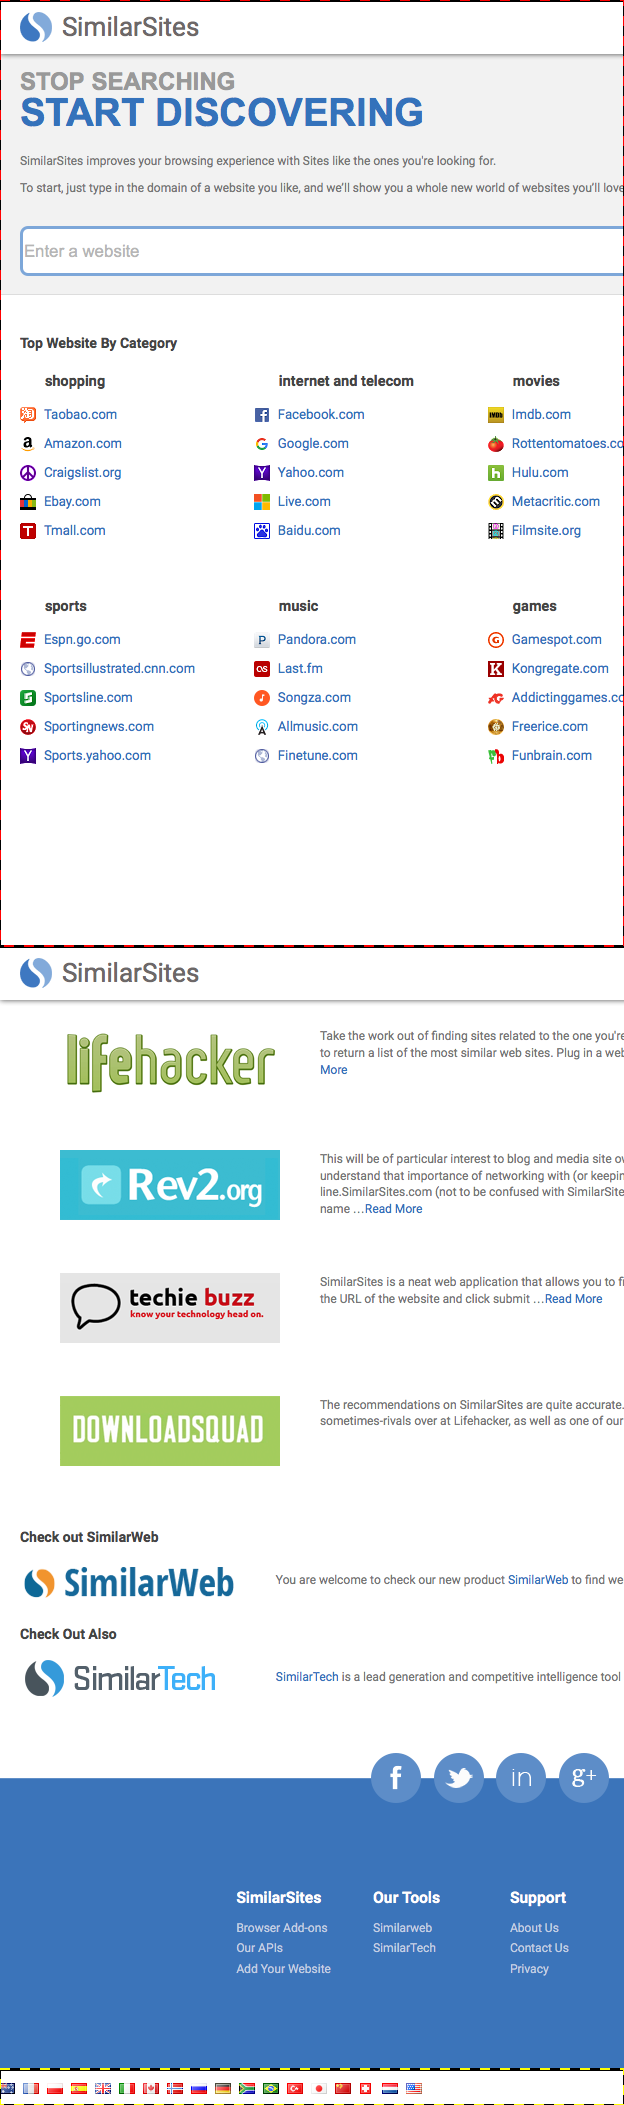 SimilarSites
STOP SEARCHING
START DISCOVERING
SimilarSites improves your browsing experience with Sites like the ones you're looking for.
To start, just type in the domain of a website you like, and we'll show you a whole new world of websites you'll love
Enter a website
Top Website By Category
shopping
Taobao.com
Amazon.com
Craigslist.org
Ebay.com
Tmall.com
internet and telecom
Facebook.com
Google.com
Yahoo.com
Live.com
Baidu.com
movies
Imdb.com
Rottentomatoes.co
Hulu.com
Metacritic.com
Filmsite.org
sports
Espn.go.com
Sportsillustrated.cnn.com
Sportsline.com
Sportingnews.com
Sports.yahoo.com
music
Pandora.com
Last.fm
Songza.com
Allmusic.com
Finetune.com
games
Gamespot.com
Kongregate.com
Addictinggames.co
Freerice.com
Funbrain.com
SimilarSites
lifehacker
Take the work out of finding sites related to the one you're
to return a list of the most similar web sites. Plug in a web
More
Rev2.org
This will be of particular interest to blog and media site ow
understand that importance of networking with (or keeping
line.SimilarSites.com (not to be confused with SimilarSite
name ...Read More
techie buzz
know your technology head on.
SimilarSites is a neat web application that allows you to fi
the URL of the website and click submit ...Read More
DOWNLOADSQUAD
The recommendations on SimilarSites are quite accurate.
sometimes-rivals over at Lifehacker, as well as one of our
Check out SimilarWeb
SimilarWeb
You are welcome to check our new product SimilarWeb to find we
Check Out Also
SimilarTech
SimilarTech is a lead generation and competitive intelligence tool
f
in
g+
SimilarSites
Browser Add-ons
Our APIs
Add Your Website
Our Tools
Similarweb
SimilarTech
Support
About Us
Contact Us
Privacy